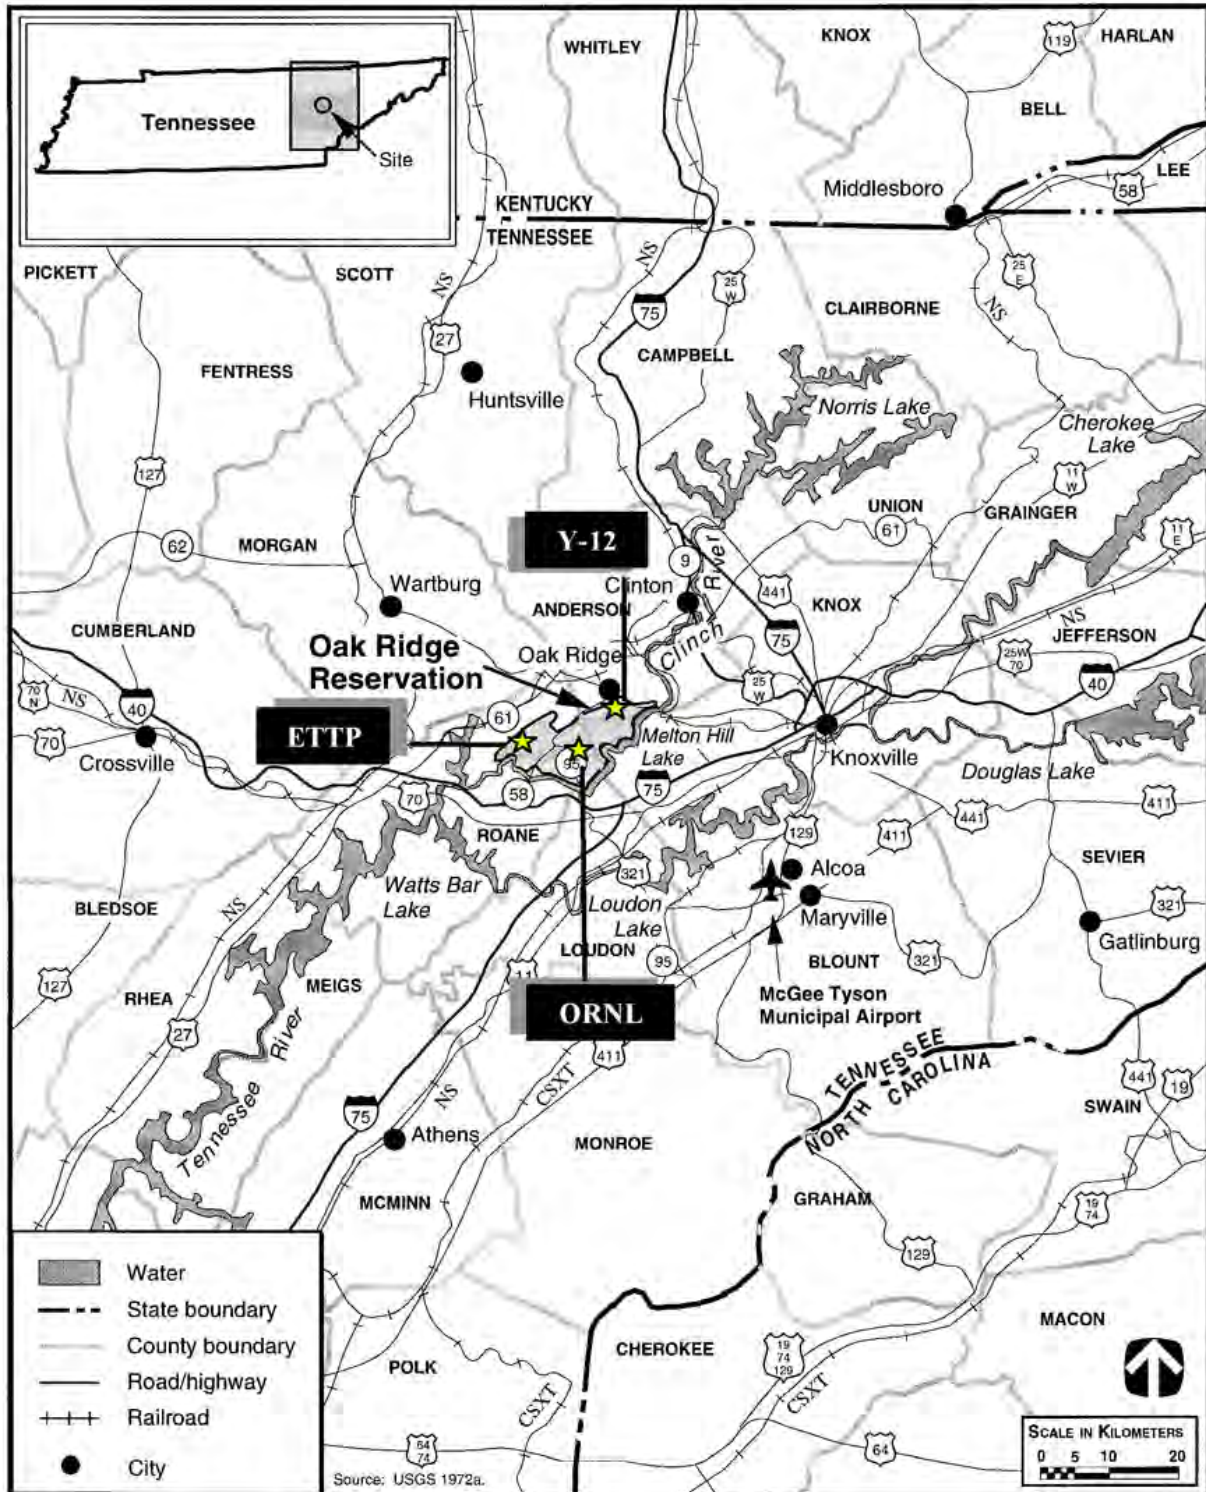 Tennessee
Site
WHITLEY
KNOX
119
HARLAN
BELL
LEE
58
Middlesboro
KENTUCKY
TENNESSEE
PICKETT
SCOTT
NS
NS
25
W
25
E
NS
75
27
CLAIRBORNE
CAMPBELL
FENTRESS
Huntsville
Norris Lake
Cherokee
Lake
127
11
W
UNION
61
GRAINGER
11
E
62
MORGAN
Y-12
9
River
Wartburg
Clinton
441
KNOX
ANDERSON
NS
CUMBERLAND
75
JEFFERSON
Oak Ridge
Reservation
Oak Ridge
Clinch
25W
70
25
W
70
N
NS
40
40
61
ETTP
70
Crossville
Melton Hill
Lake
Knoxville
Douglas Lake
95
58
75
70
441
411
ROANE
129
411
321
SEVIER
Alcoa
Watts Bar
Lake
BLEDSOE
NS
Loudon
Lake
Maryville
321
Gatlinburg
LOUDON
95
BLOUNT
321
127
RHEA
MEIGS
11
McGee Tyson
Municipal Airport
ORNL
27
River
411
TENNESSEE
NORTH CAROLINA
CSXT
441
19
NS
75
SWAIN
Tennessee
Athens
MONROE
MCMINN
GRAHAM
19
74
129
Water
State boundary
County boundary
Road/highway
Railroad
City
MACON
CHEROKEE
19
74
129
POLK
CSXT
CSXT
64
74
64
Source: USGS 1972a.
SCALE IN KILOMETERS
0 5 10 20